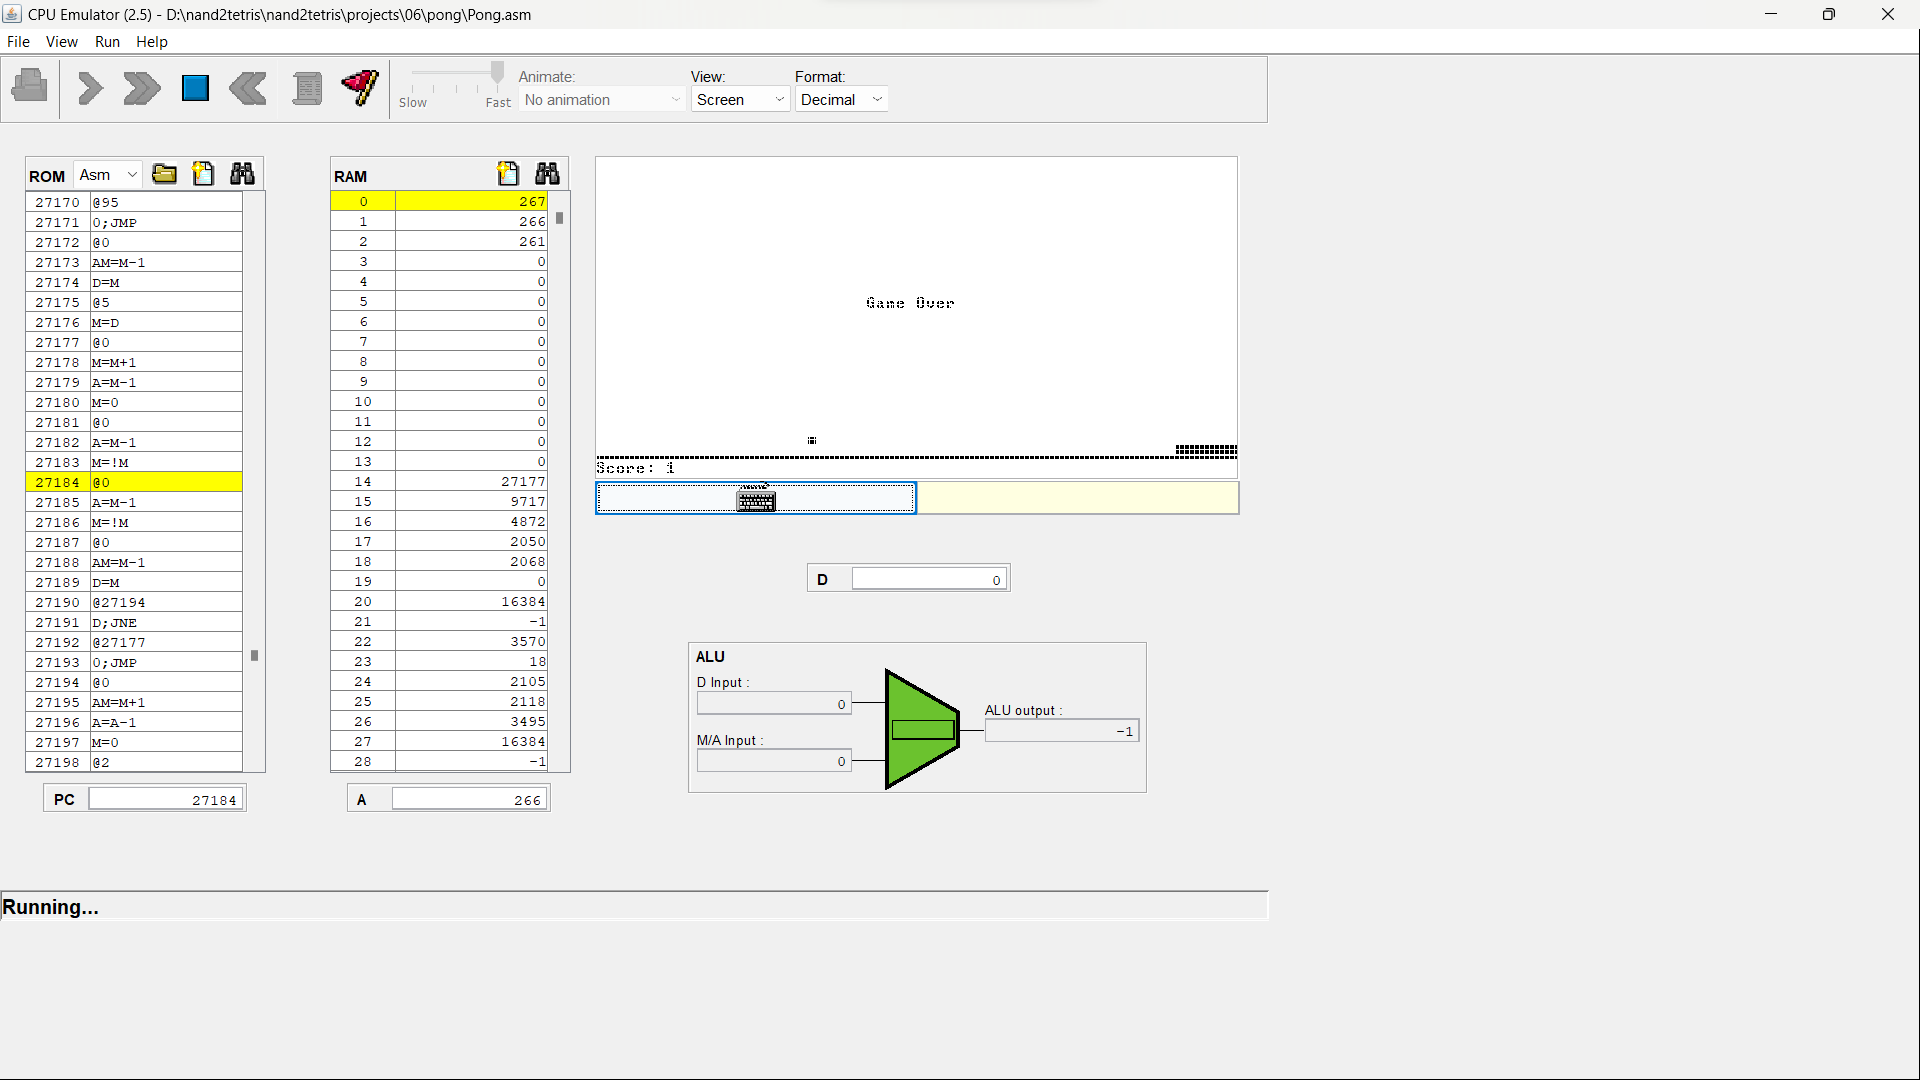 CPU Emulator (2.5) - D:\nand2tetris\nand2tetris\projects\06\pong\Pong.asm
File View Run Help
Slow Fast
Animate:
No animation
View:
Screen
Format:
Decimal
ROM Asm
27170 @95
27171 0;JMP
27172 @0
27173 AM=M-1
27174 D=M
27175 @5
27176 M=D
27177 @0
27178 M=M+1
27179 A=M-1
27180 M=0
27181 @0
27182 A=M-1
27183 M=!M
27184 @0
27185 A=M-1
27186 M=!M
27187 @0
27188 AM=M-1
27189 D=M
27190 @27194
27191 D;JNE
27192 @27177
27193 0;JMP
27194 @0
27195 AM=M+1
27196 A=A-1
27197 M=0
27198 @2
PC 27184
RAM
0 267
1 266
2 261
3 0
4 0
5 0
6 0
7 0
8 0
9 0
10 0
11 0
12 0
13 0
14 27177
15 9717
16 4872
17 2050
18 2068
19 0
20 16384
21 -1
22 3570
23 18
24 2105
25 2118
26 3495
27 16384
28 -1
A 266
Game Over
Score: 1
D 0
ALU
D Input :
0
M/A Input :
0
ALU output :
-1
Running...